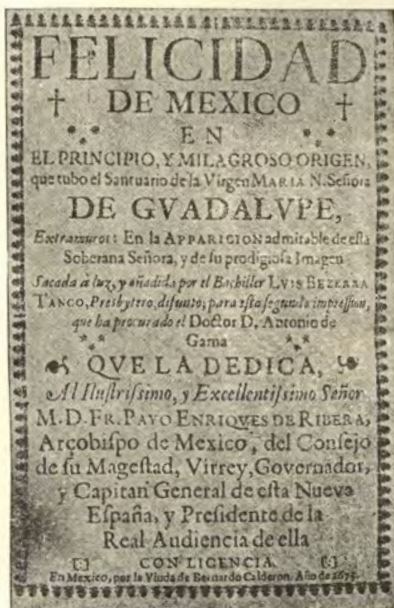 FELICIDAD
† DE MEXICO †
EN
EL PRINCIPIO, Y MILAGROSO ORIGEN,
que tubo el Santuario de la Virgen MARIA N. Señora
DE GVADALVPE,
Extramuros: En la APPARICION admirable de esta
Soberana Señora, y de su prodigiosa Imagen
Sacada à luz, y añadida por el Bachiller LVIS BEZERRA
TANCO, Presbytero, difunto; para esta segunda impression,
que ha procurado el Doctor D. Antonio de
Gama
QVE LA DEDICA,
Al Ilustrissimo, y Excellentissimo Señor
M. D. FR. PAYO ENRIQVES DE RIBERA,
Arçobispo de Mexico, del Consejo
de su Magestad, Virrey, Governador,
y Capitan General de esta Nueva
España, y Presidente de la
Real Audiencia de ella
CON LICENCIA
En Mexico, por la Viuda de Bernardo Calderon. Año de